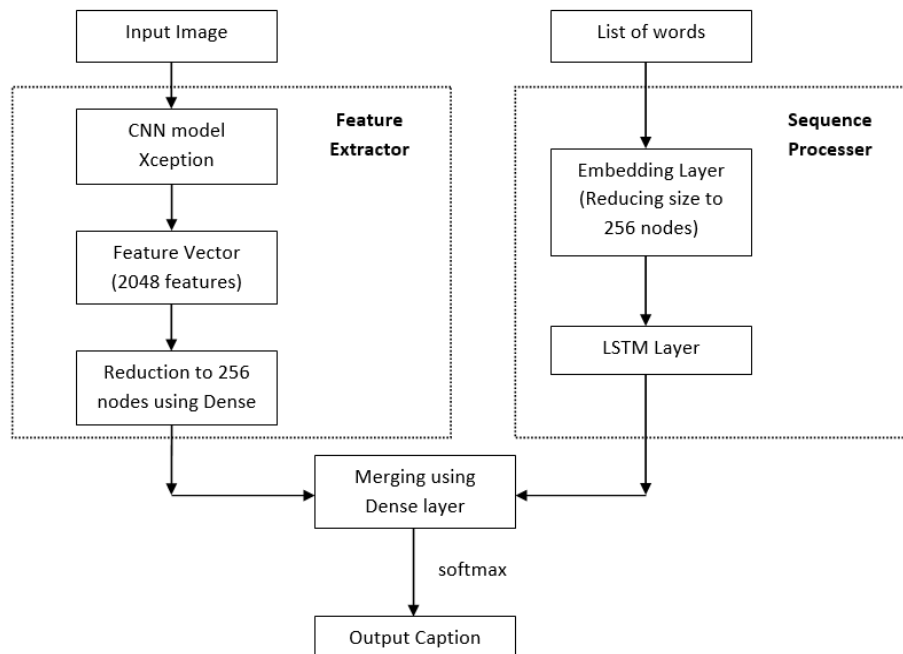 Input Image
List of words
CNN model
Xception
Feature
Extractor
Feature Vector
(2048 features)
Reduction to 256
nodes using Dense
Sequence
Processer
Embedding Layer
(Reducing size to
256 nodes)
LSTM Layer
Merging using
Dense layer
softmax
Output Caption